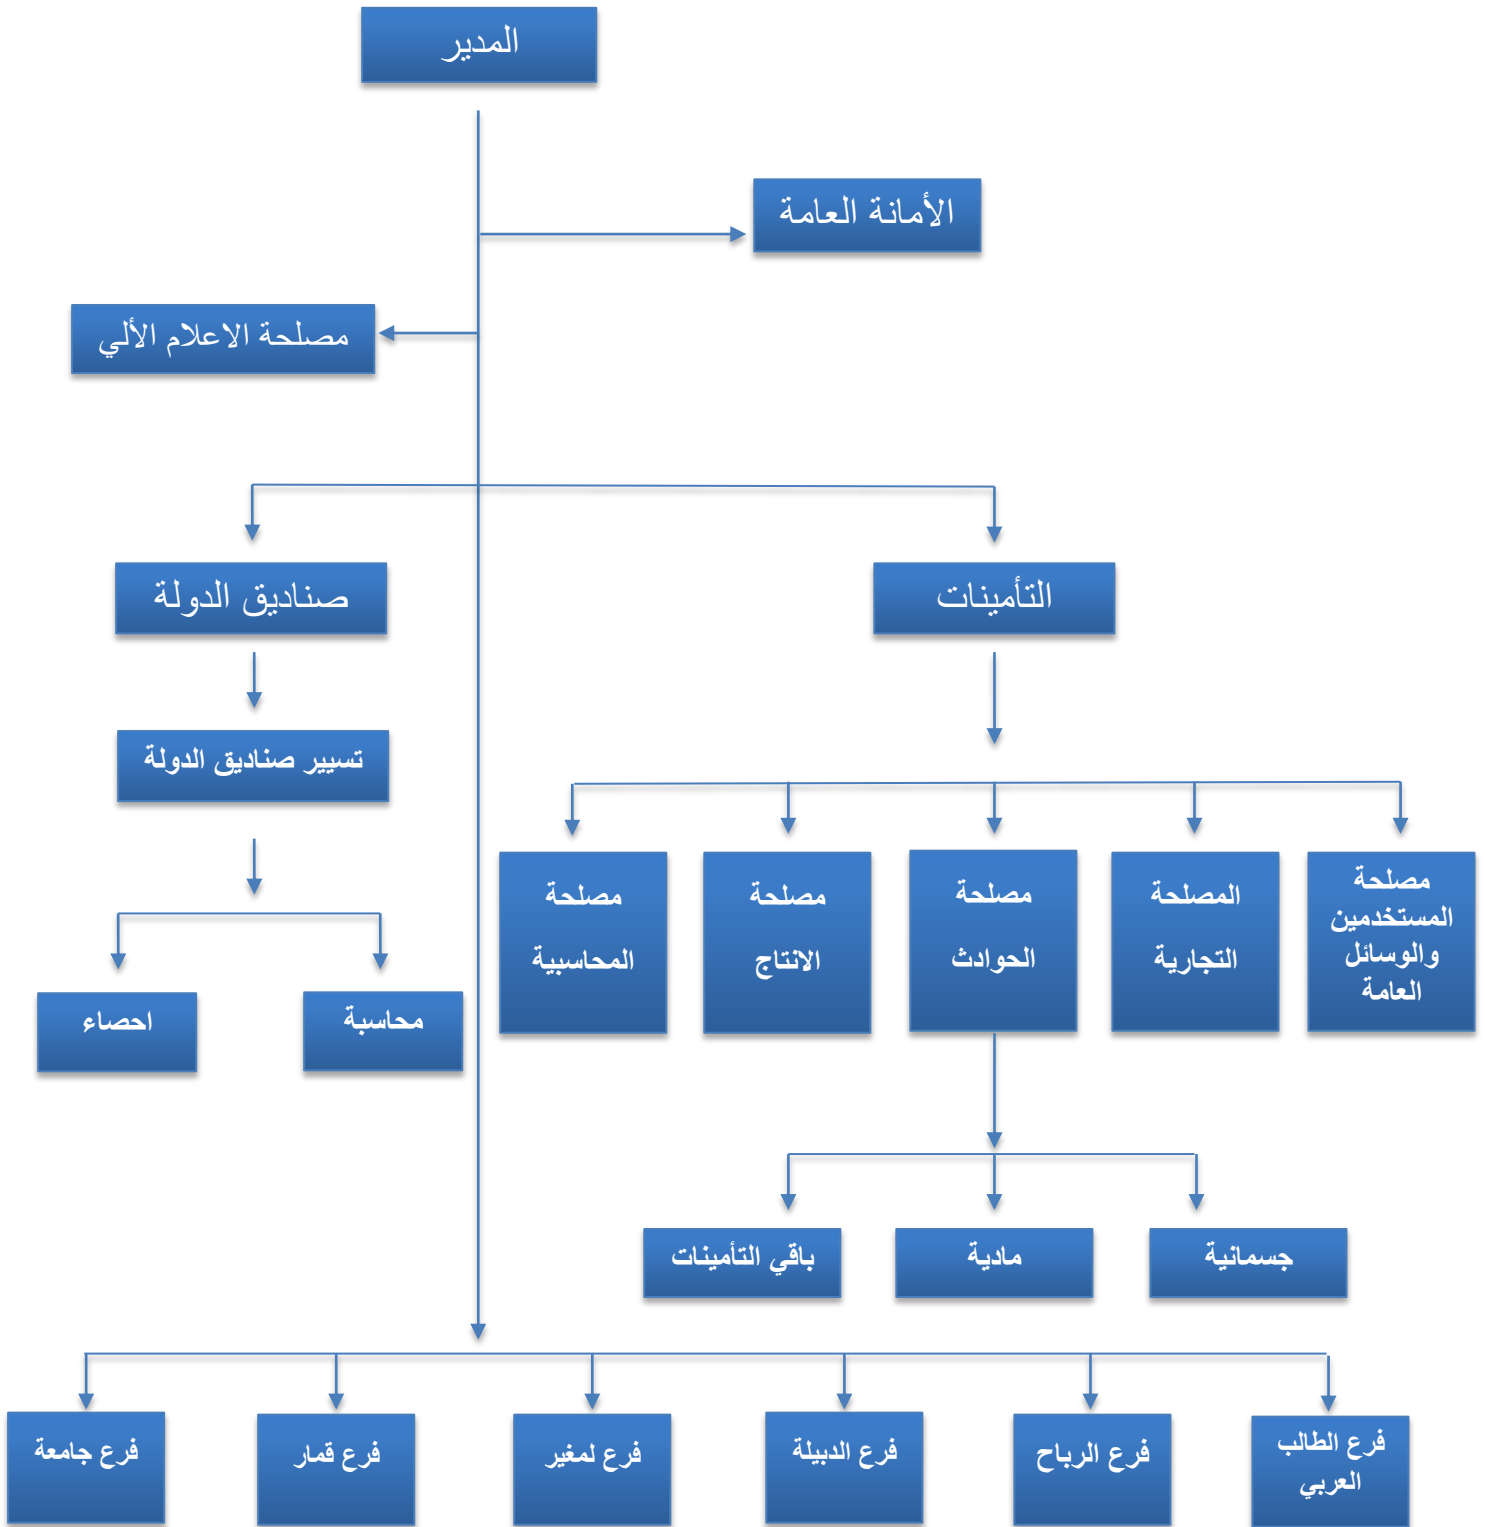 المدير
الأمانة العامة
مصلحة الاعلام الألي
التأمينات
صناديق الدولة
تسيير صناديق الدولة
مصلحة
المستخدمين
والوسائل
العامة
المصلحة
التجارية
مصلحة
الحوادث
مصلحة
الانتاج
مصلحة
المحاسبية
محاسبة
احصاء
جسمانية
مادية
باقي التأمينات
فرع الطالب
العربي
فرع الرباح
فرع الدبيلة
فرع لمغير
فرع قمار
فرع جامعة